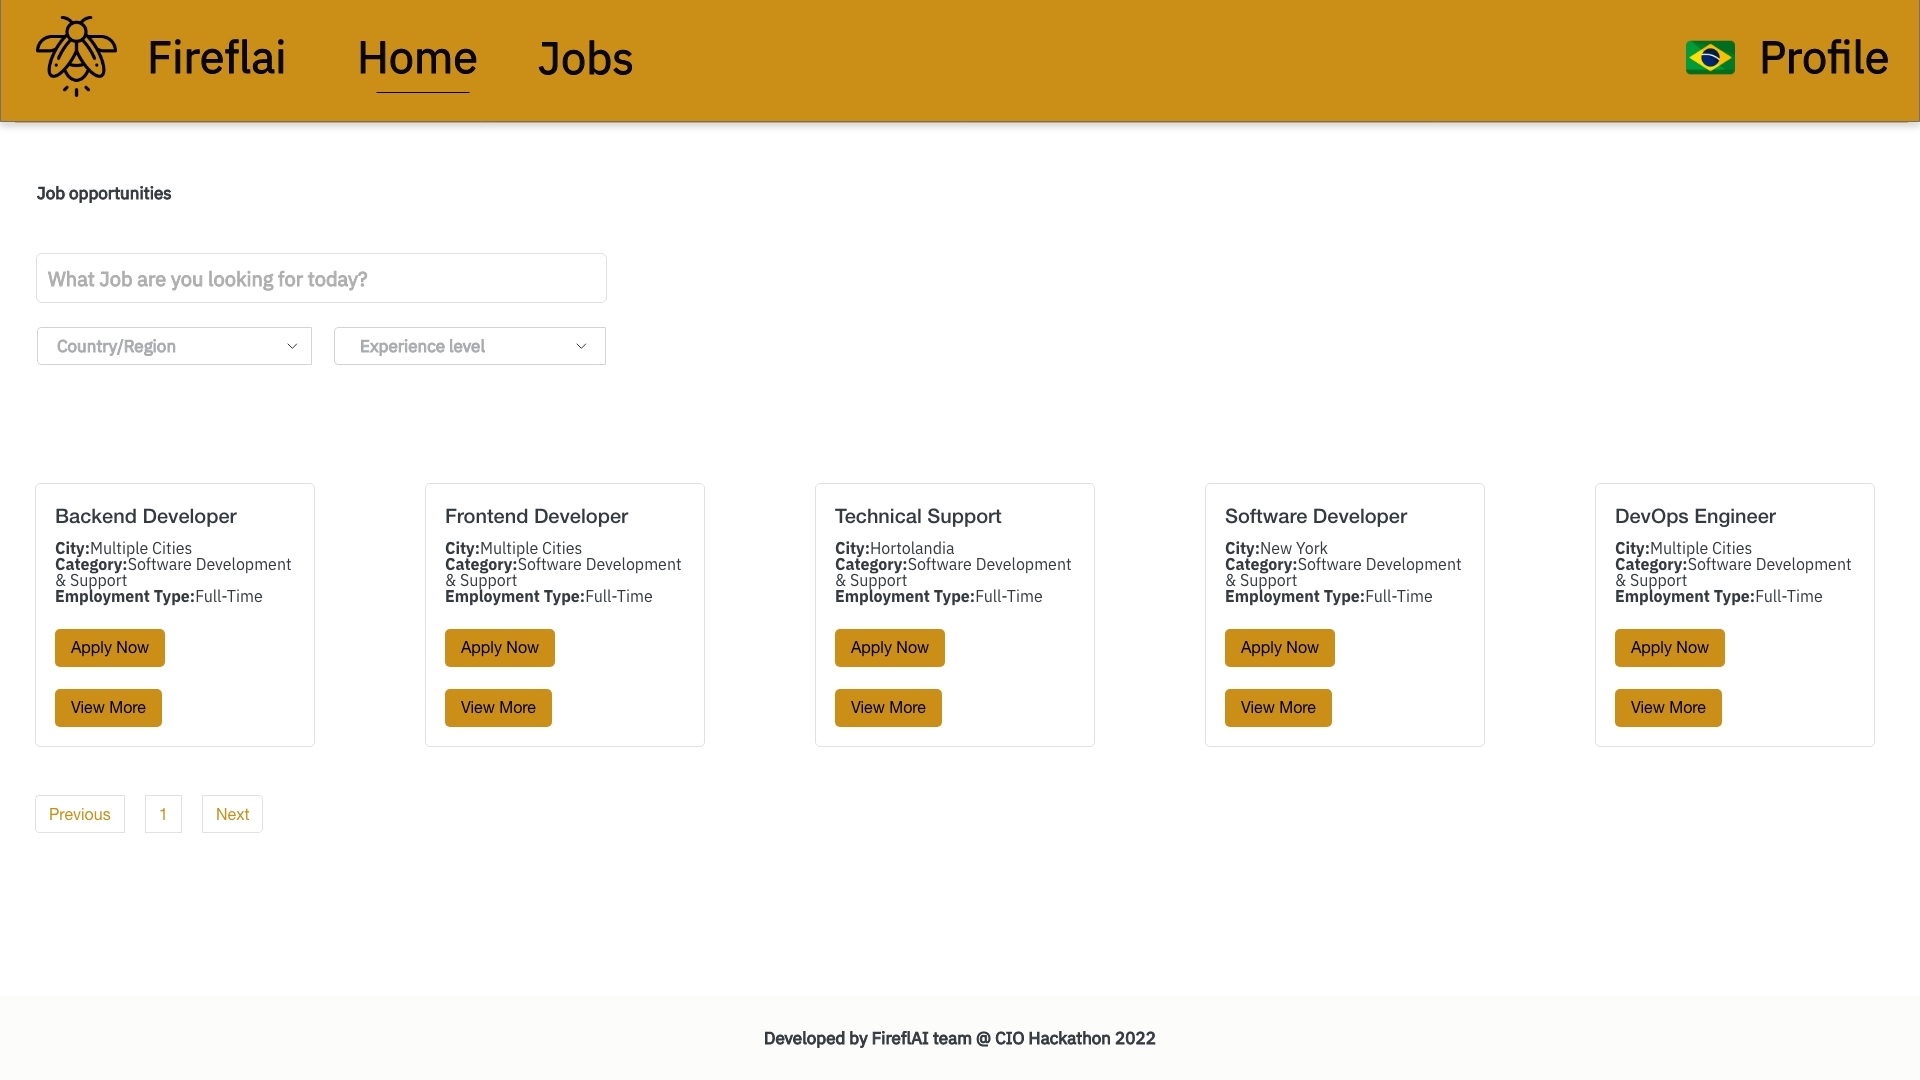 Fireflai
Home
Jobs
Profile
Job opportunities
What Job are you looking for today?
Country/Region
Experience level
Backend Developer
City:Multiple Cities
Category:Software Development
& Support
Employment Type:Full-Time
Apply Now
View More
Frontend Developer
City:Multiple Cities
Category:Software Development
& Support
Employment Type:Full-Time
Apply Now
View More
Technical Support
City:Hortolandia
Category:Software Development
& Support
Employment Type:Full-Time
Apply Now
View More
Software Developer
City:New York
Category:Software Development
& Support
Employment Type:Full-Time
Apply Now
View More
DevOps Engineer
City:Multiple Cities
Category:Software Development
& Support
Employment Type:Full-Time
Apply Now
View More
Previous
1
Next
Developed by FireflAI team @ CIO Hackathon 2022